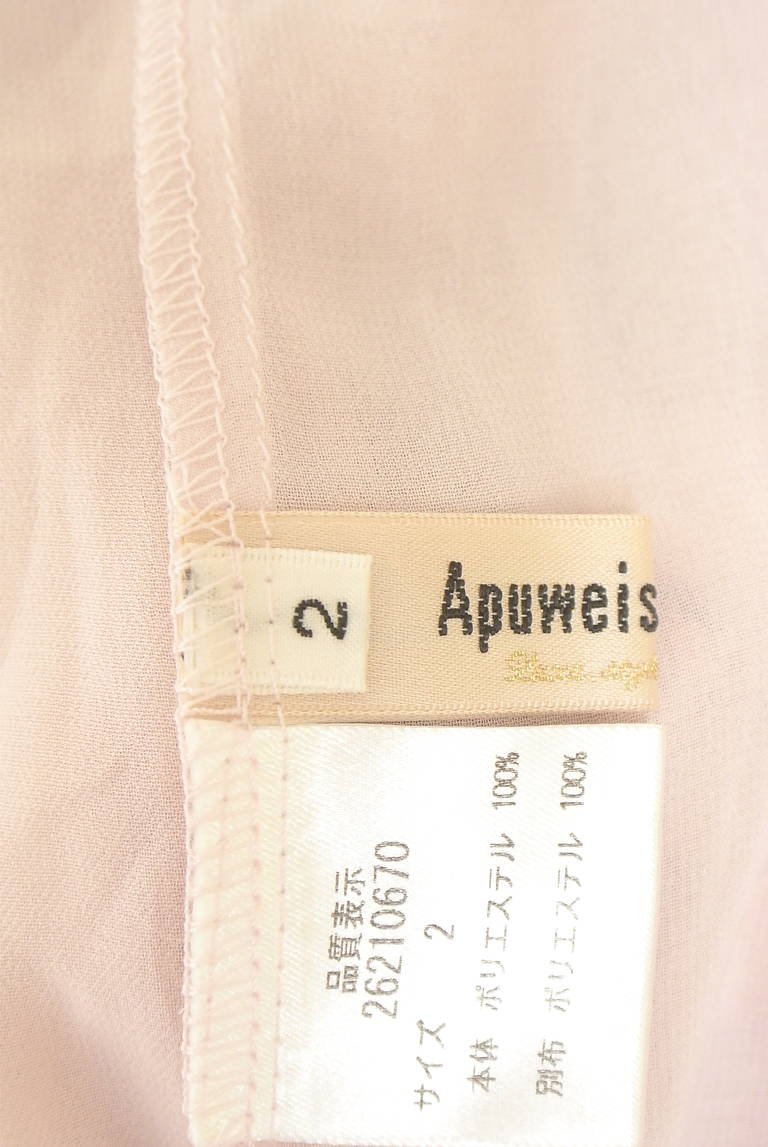 2
Apuweis
品質表示
26210670
サイズ 2
本体 ポリエステル 100%
別布 ポリエステル 100%